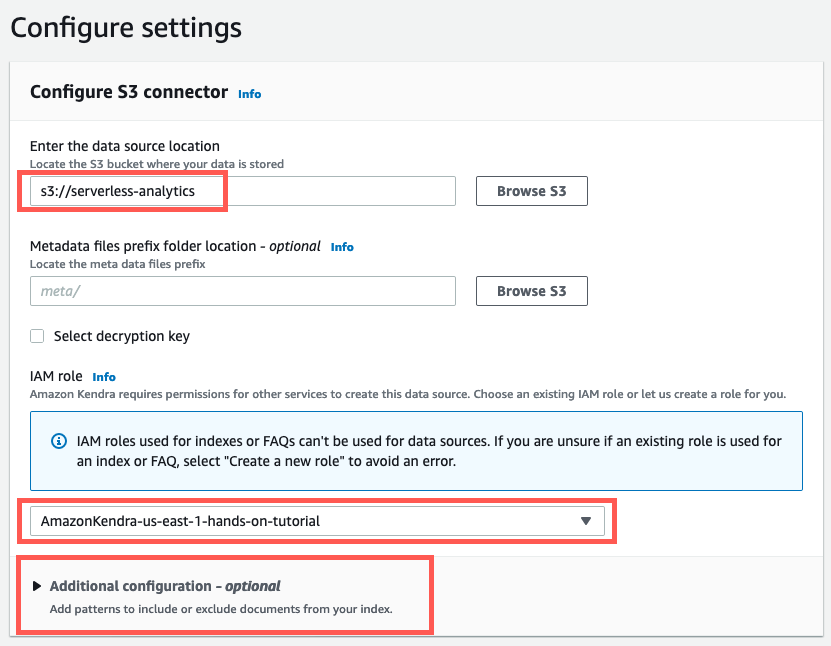 Configure settings
Configure S3 connector Info
Enter the data source location
Locate the S3 bucket where your data is stored
s3://serverless-analytics
Browse S3
Metadata files prefix folder location - optional Info
Locate the meta data files prefix
meta/
Browse S3
Select decryption key
IAM role Info
Amazon Kendra requires permissions for other services to create this data source. Choose an existing IAM role or let us create a role for you.
IAM roles used for indexes or FAQs can't be used for data sources. If you are unsure if an existing role is used for
an index or FAQ, select "Create a new role" to avoid an error.
AmazonKendra-us-east-1-hands-on-tutorial
Additional configuration - optional
Add patterns to include or exclude documents from your index.